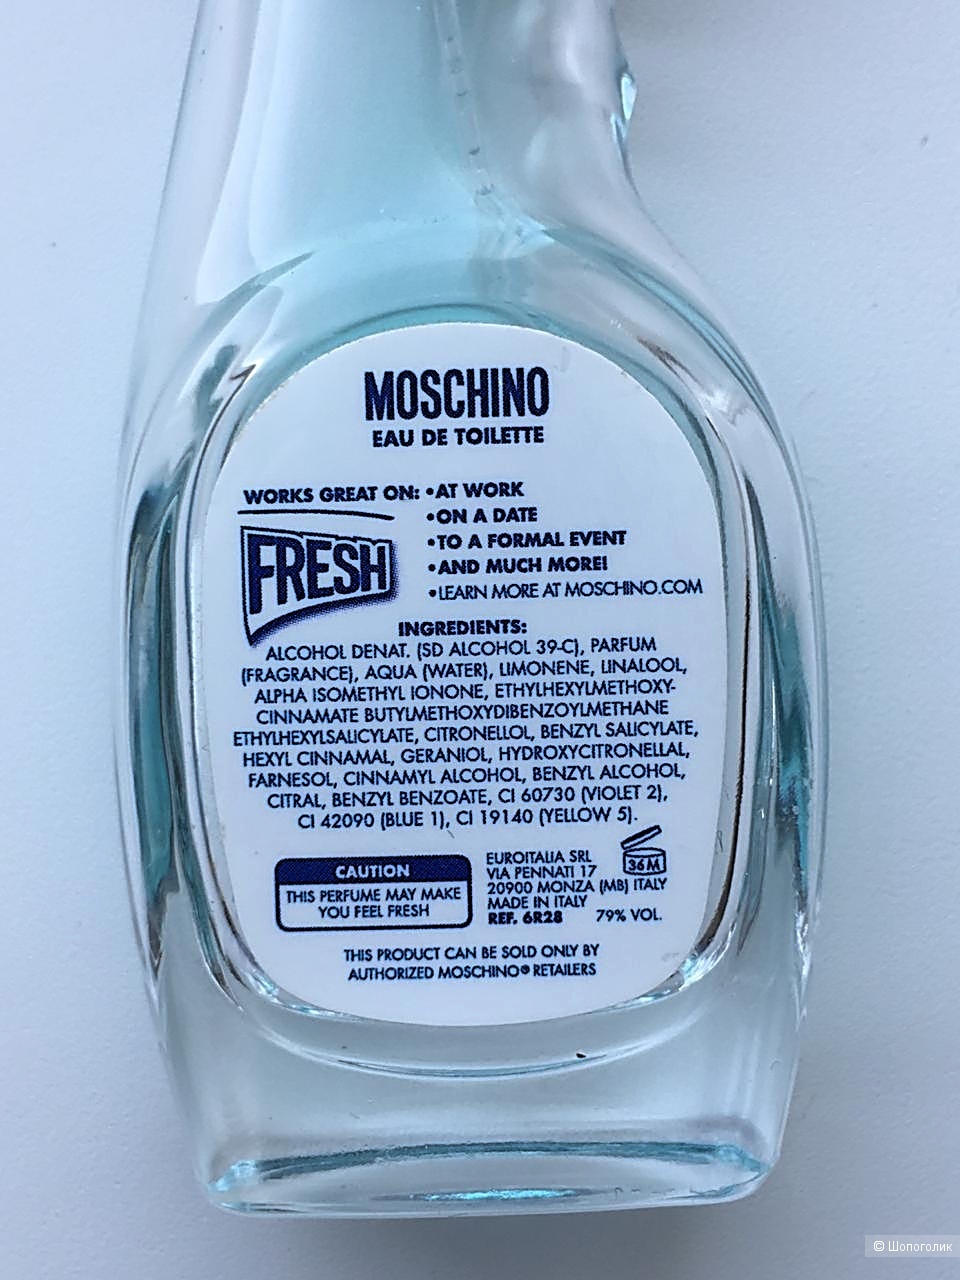 MOSCHINO
EAU DE TOILETTE
WORKS GREAT ON: •AT WORK
•ON A DATE
•TO A FORMAL EVENT
•AND MUCH MORE!
•LEARN MORE AT MOSCHINO.COM
FRESH
INGREDIENTS:
ALCOHOL DENAT. (SD ALCOHOL 39-C), PARFUM
(FRAGRANCE), AQUA (WATER), LIMONENE, LINALOOL,
ALPHA ISOMETHYL IONONE, ETHYLHEXYLMETHOXY-
CINNAMATE BUTYLMETHOXYDIBENZOYLMETHANE
ETHYLHEXYLSALICYLATE, CITRONELLOL, BENZYL SALICYLATE,
HEXYL CINNAMAL, GERANIOL, HYDROXYCITRONELLAL,
FARNESOL, CINNAMYL ALCOHOL, BENZYL ALCOHOL,
CITRAL, BENZYL BENZOATE, CI 60730 (VIOLET 2),
CI 42090 (BLUE 1), CI 19140 (YELLOW 5).
CAUTION
THIS PERFUME MAY MAKE
YOU FEEL FRESH
EUROITALIA SRL
VIA PENNATI 17
20900 MONZA (MB) ITALY
MADE IN ITALY
REF. 6R28 79% VOL.
36M
THIS PRODUCT CAN BE SOLD ONLY BY
AUTHORIZED MOSCHINO® RETAILERS
© Шопоголик